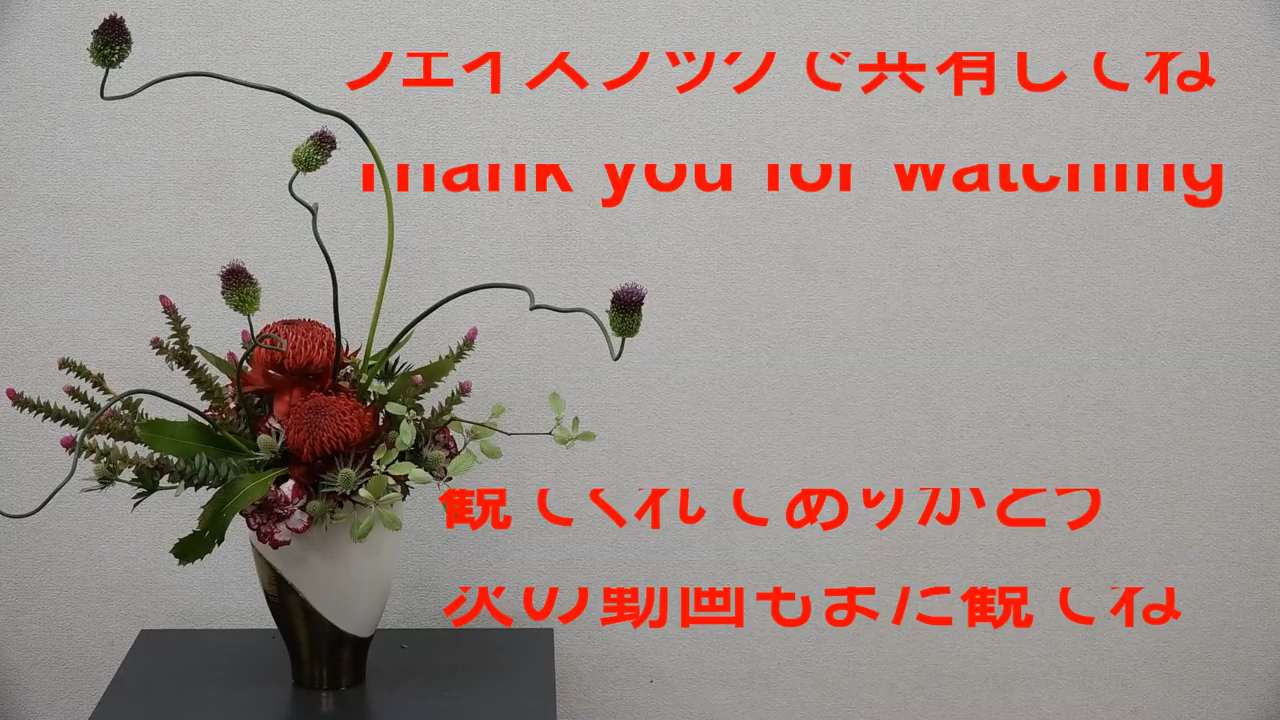 フェイスブックで共有してね
Thank you for watching
観てくれてありがとう
次の動画もまた観てね